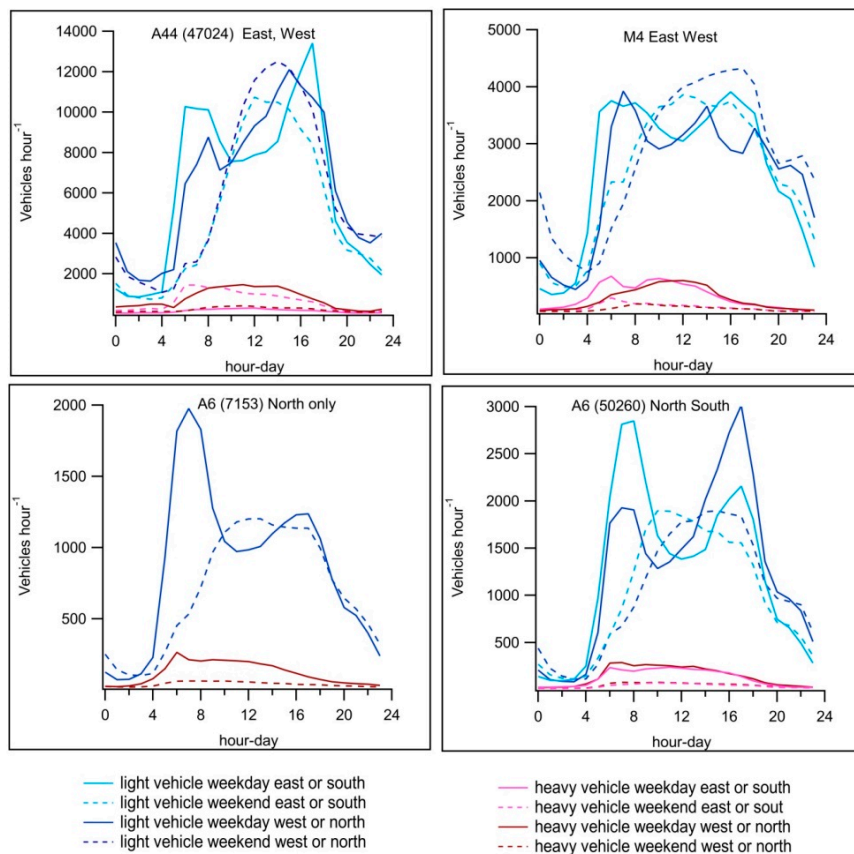 A44 (47024) East, West
14000
12000
10000
8000
6000
4000
2000
Vehicles hour-1
0 4 8 12 16 20 24
hour-day
M4 East West
5000
4000
3000
2000
1000
Vehicles hour-1
0 4 8 12 16 20 24
hour-day
A6 (7153) North only
2000
1500
1000
500
Vehicles hour-1
0 4 8 12 16 20 24
hour-day
A6 (50260) North South
3000
2500
2000
1500
1000
500
Vehicles hour-1
0 4 8 12 16 20 24
hour-day
light vehicle weekday east or south
light vehicle weekend east or south
light vehicle weekday west or north
light vehicle weekend west or north
heavy vehicle weekday east or south
heavy vehicle weekend east or sout
heavy vehicle weekday west or north
heavy vehicle weekend west or north